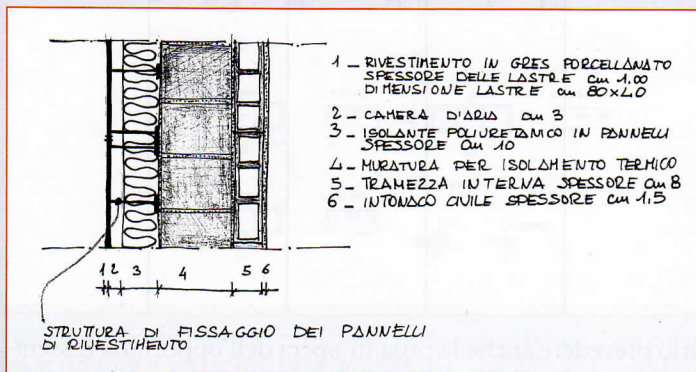 1 _ RIVESTIMENTO IN GRES PORCELLANATO
SPESSORE DELLE LASTRE cm 1.00
DIMENSIONE LASTRE cm 80x40
2 _ CAMERA D'ARIA cm 3
3 _ ISOLANTE POLIURETANICO IN PANNELLI
SPESSORE cm 10
4 _ MURATURA PER ISOLAMENTO TERMICO
5 _ TRAMEZZA INTERNA SPESSORE cm 8
6 _ INTONACO CIVILE SPESSORE cm 1,5
1 2 3 4 5 6
STRUTTURA DI FISSAGGIO DEI PANNELLI
DI RIVESTIMENTO